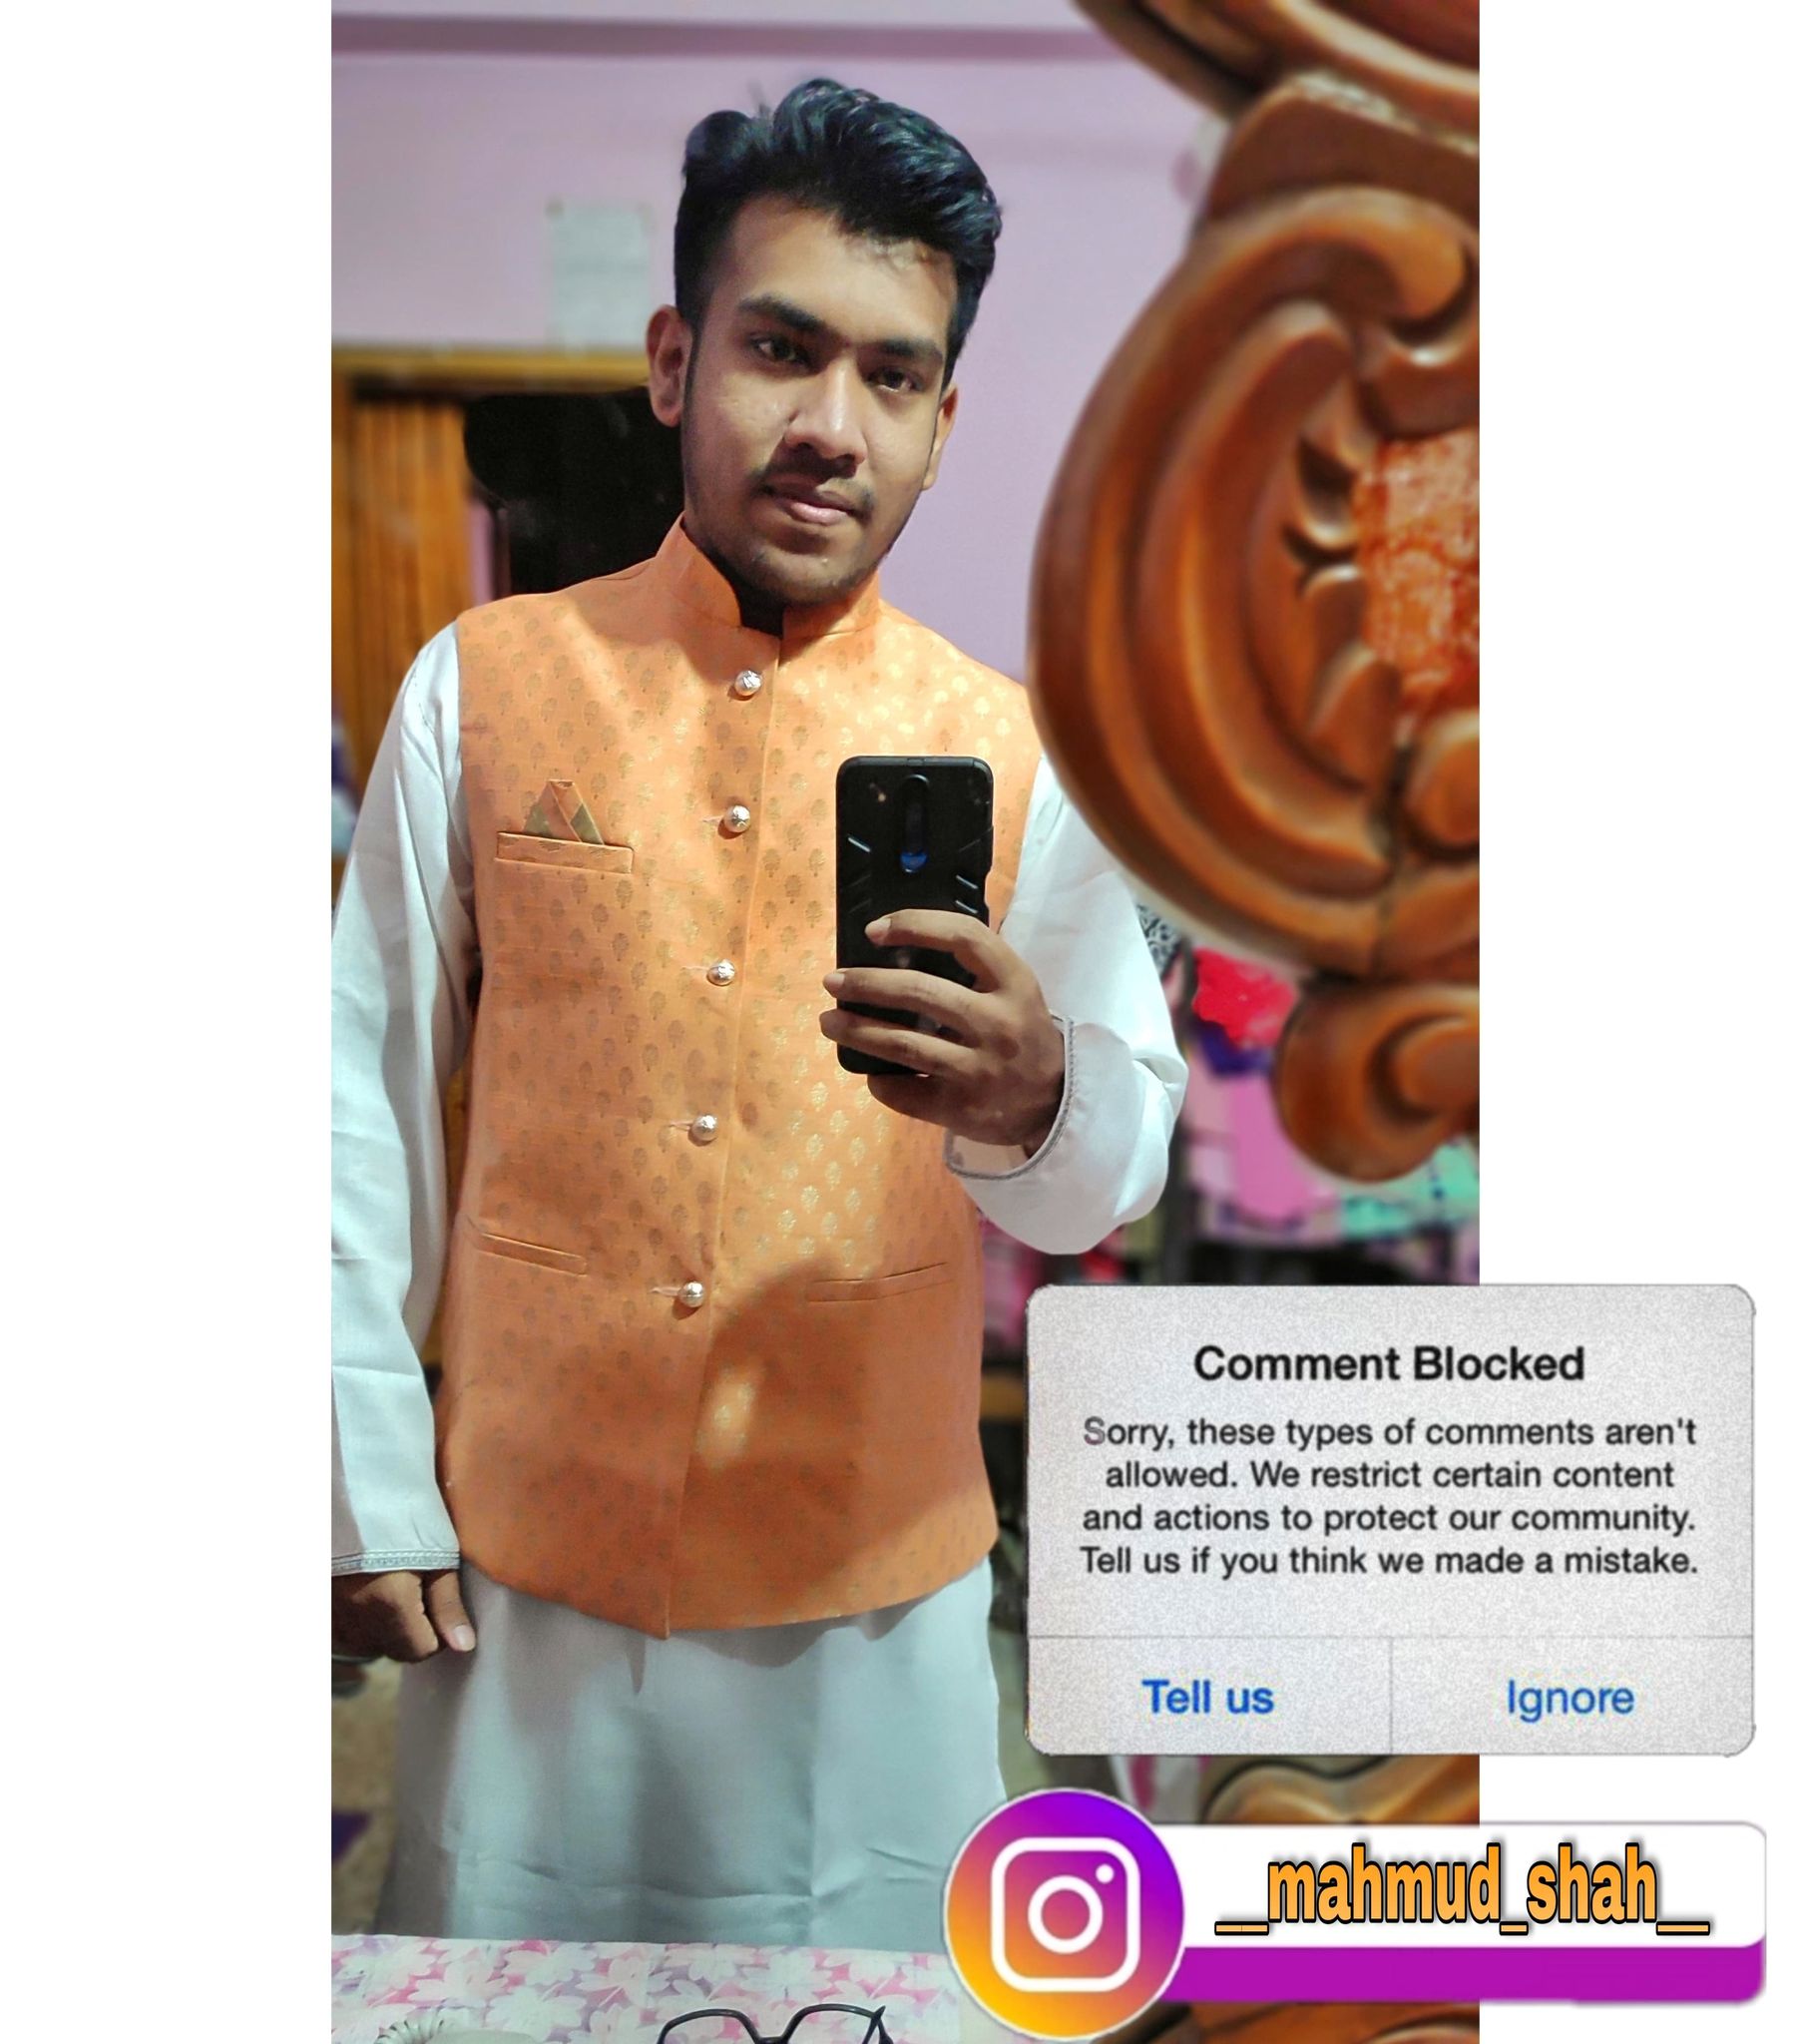 Comment Blocked
Sorry, these types of comments aren't
allowed. We restrict certain content
and actions to protect our community.
Tell us if you think we made a mistake.
Tell us
Ignore
__mahmud_shah__